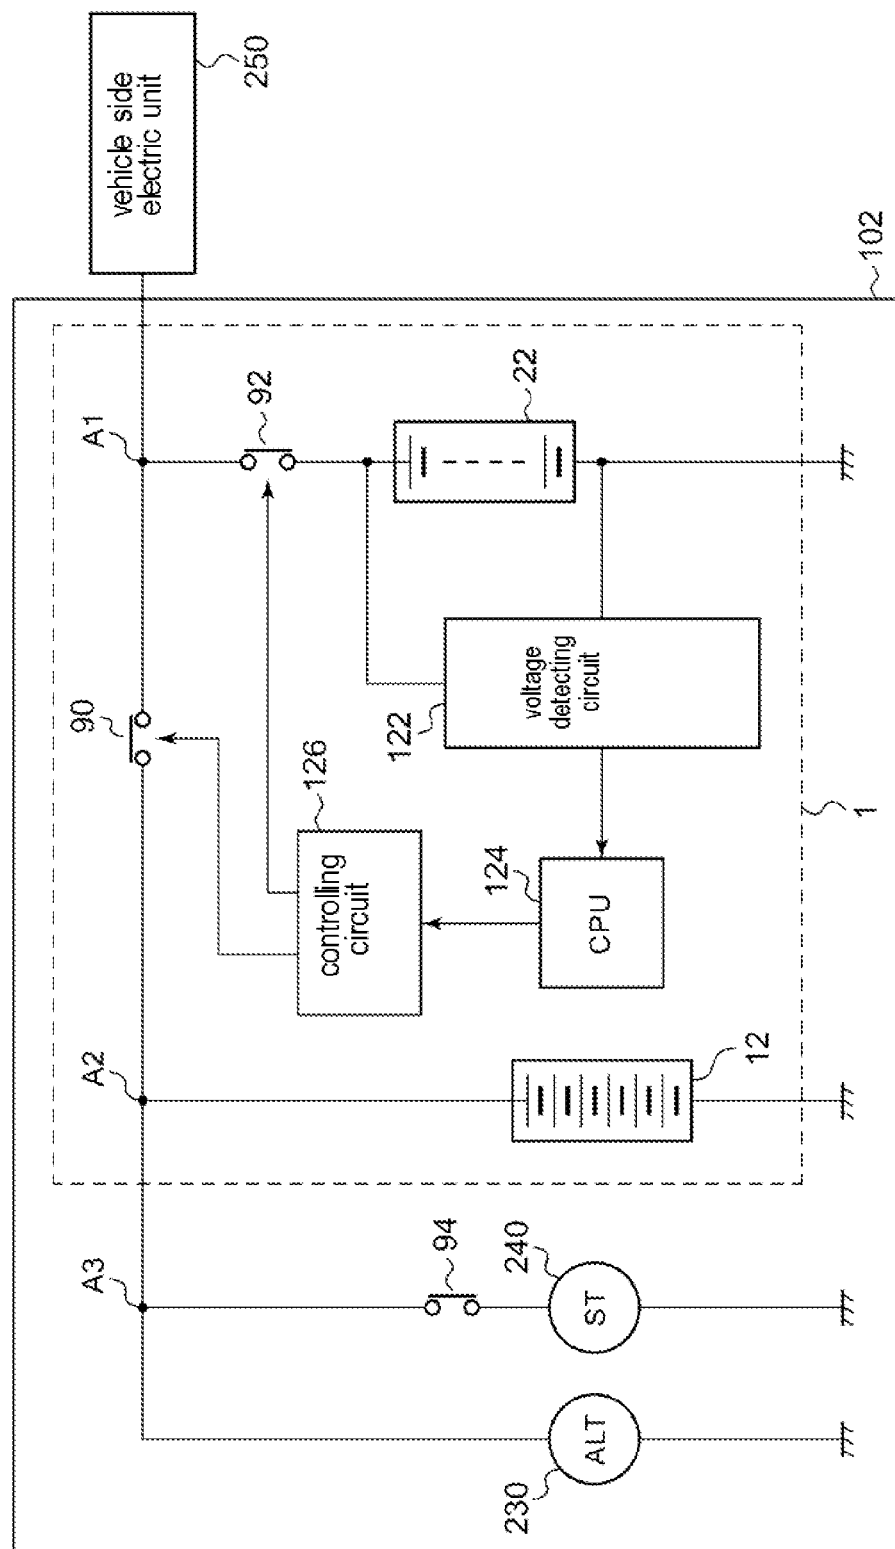 vehicle side
electric unit
250
102
A1
92
22
90
126
controlling
circuit
122
voltage
detecting
circuit
124
CPU
1
A2
12
A3
94
240
ST
ALT
230